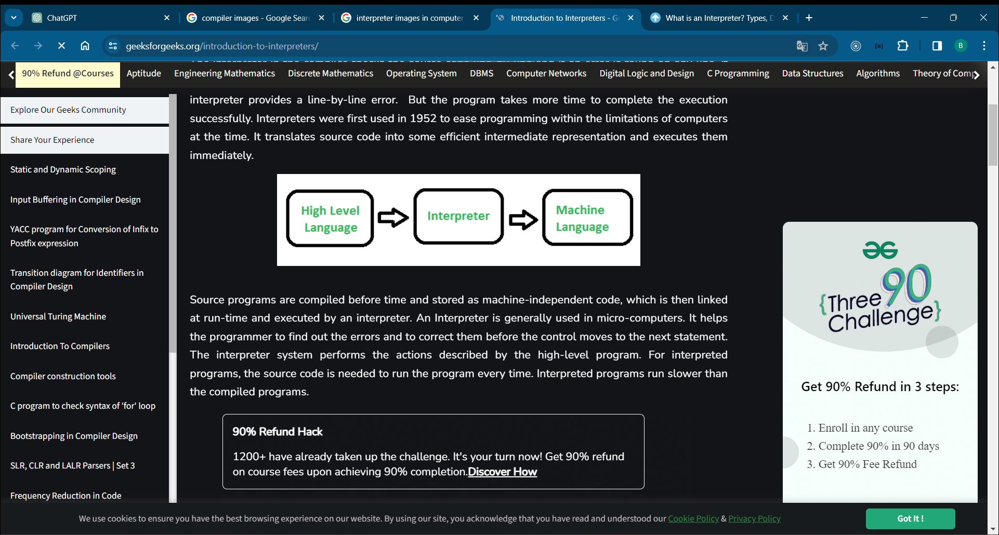 ChatGPT
compiler images - Google Sear
interpreter images in computer
Introduction to Interpreters - G
What is an Interpreter? Types, D
geeksforgeeks.org/introduction-to-interpreters/
B
90% Refund @Courses
Aptitude
Engineering Mathematics
Discrete Mathematics
Operating System
DBMS
Computer Networks
Digital Logic and Design
C Programming
Data Structures
Algorithms
Theory of Comp
Explore Our Geeks Community
Share Your Experience
Static and Dynamic Scoping
Input Buffering in Compiler Design
YACC program for Conversion of Infix to
Postfix expression
Transition diagram for Identifiers in
Compiler Design
Universal Turing Machine
Introduction To Compilers
Compiler construction tools
C program to check syntax of 'for' loop
Bootstrapping in Compiler Design
SLR, CLR and LALR Parsers | Set 3
Frequency Reduction in Code
interpreter provides a line-by-line error.  But the program takes more time to complete the execution
successfully. Interpreters were first used in 1952 to ease programming within the limitations of computers
at the time. It translates source code into some efficient intermediate representation and executes them
immediately.
High Level
Language
Interpreter
Machine
Language
Source programs are compiled before time and stored as machine-independent code, which is then linked
at run-time and executed by an interpreter. An Interpreter is generally used in micro-computers. It helps
the programmer to find out the errors and to correct them before the control moves to the next statement.
The interpreter system performs the actions described by the high-level program. For interpreted
programs, the source code is needed to run the program every time. Interpreted programs run slower than
the compiled programs.
90% Refund Hack
1200+ have already taken up the challenge. It's your turn now! Get 90% refund
on course fees upon achieving 90% completion.Discover How
{Three 90
Challenge}
Get 90% Refund in 3 steps:
1. Enroll in any course
2. Complete 90% in 90 days
3. Get 90% Fee Refund
We use cookies to ensure you have the best browsing experience on our website. By using our site, you acknowledge that you have read and understood our Cookie Policy & Privacy Policy
Got It !